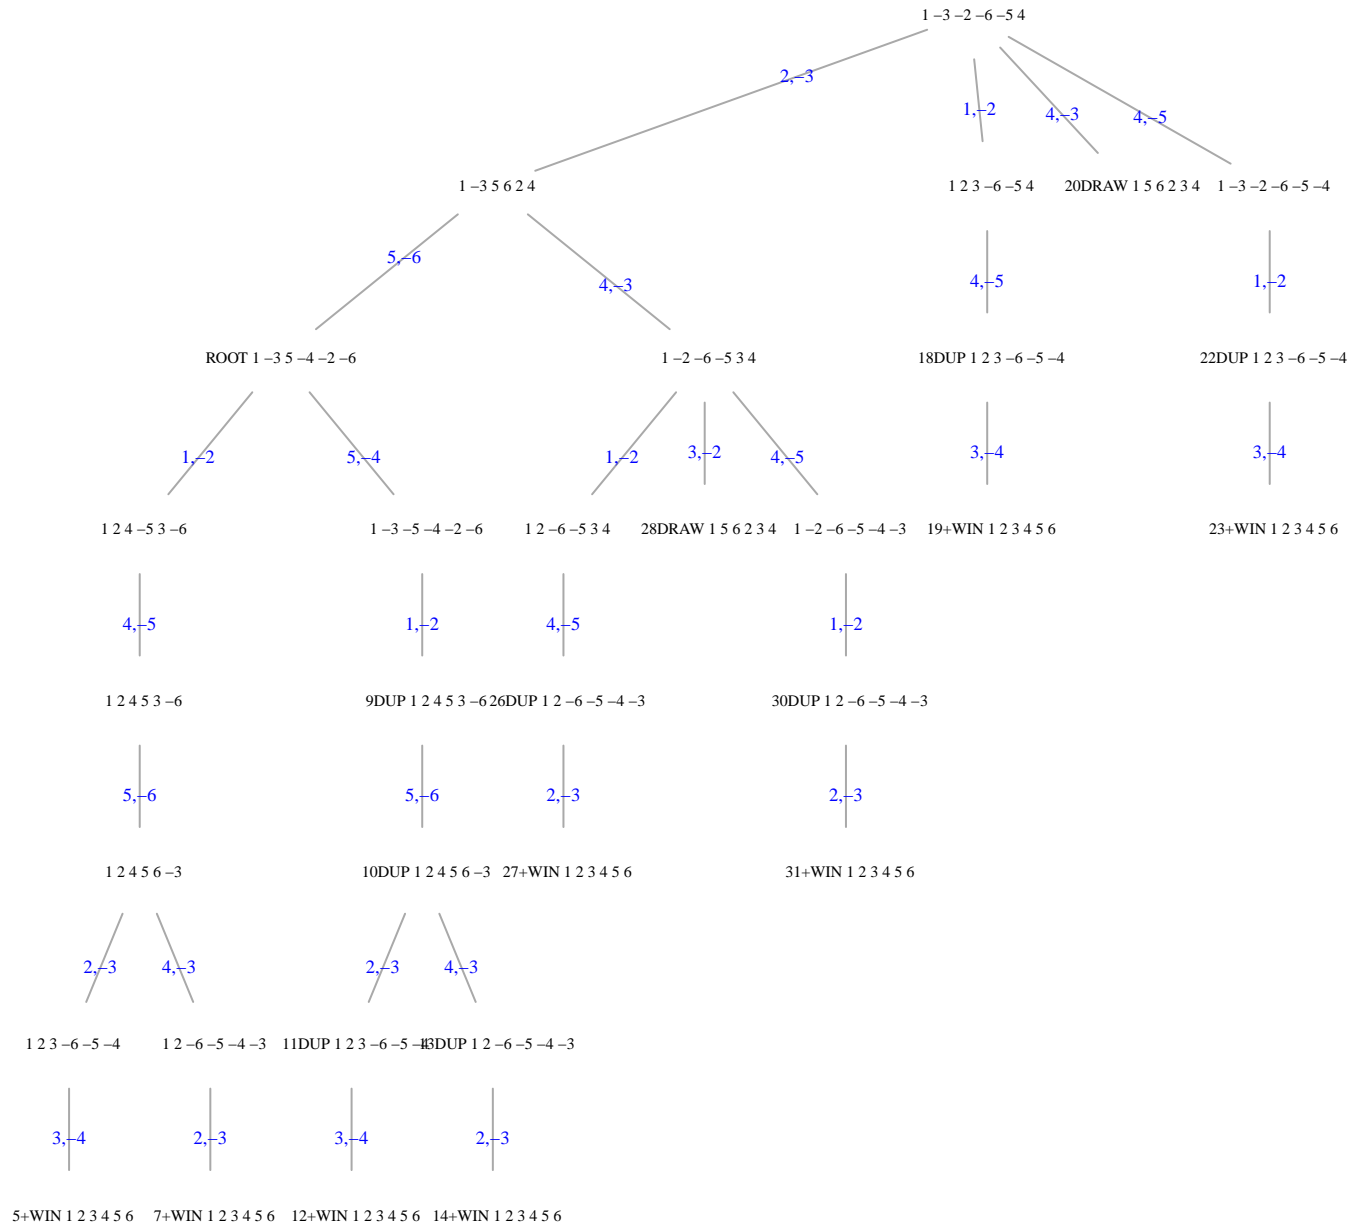 1 –3 –2 –6 –5 4
2,–3
1,–2
4,–3
4,–5
1 –3 5 6 2 4
1 2 3 –6 –5 4
20DRAW 1 5 6 2 3 4
1 –3 –2 –6 –5 –4
5,–6
4,–3
4,–5
1,–2
ROOT 1 –3 5 –4 –2 –6
1 –2 –6 –5 3 4
18DUP 1 2 3 –6 –5 –4
22DUP 1 2 3 –6 –5 –4
1,–2
5,–4
1,–2
3,–2
4,–5
3,–4
3,–4
1 2 4 –5 3 –6
1 –3 –5 –4 –2 –6
1 2 –6 –5 3 4
28DRAW 1 5 6 2 3 4
1 –2 –6 –5 –4 –3
19+WIN 1 2 3 4 5 6
23+WIN 1 2 3 4 5 6
4,–5
1,–2
4,–5
1,–2
1 2 4 5 3 –6
9DUP 1 2 4 5 3 –6
26DUP 1 2 –6 –5 –4 –3
30DUP 1 2 –6 –5 –4 –3
5,–6
5,–6
2,–3
2,–3
1 2 4 5 6 –3
10DUP 1 2 4 5 6 –3
27+WIN 1 2 3 4 5 6
31+WIN 1 2 3 4 5 6
2,–3
4,–3
2,–3
4,–3
1 2 3 –6 –5 –4
1 2 –6 –5 –4 –3
11DUP 1 2 3 –6 –5 –4
13DUP 1 2 –6 –5 –4 –3
3,–4
2,–3
3,–4
2,–3
5+WIN 1 2 3 4 5 6
7+WIN 1 2 3 4 5 6
12+WIN 1 2 3 4 5 6
14+WIN 1 2 3 4 5 6